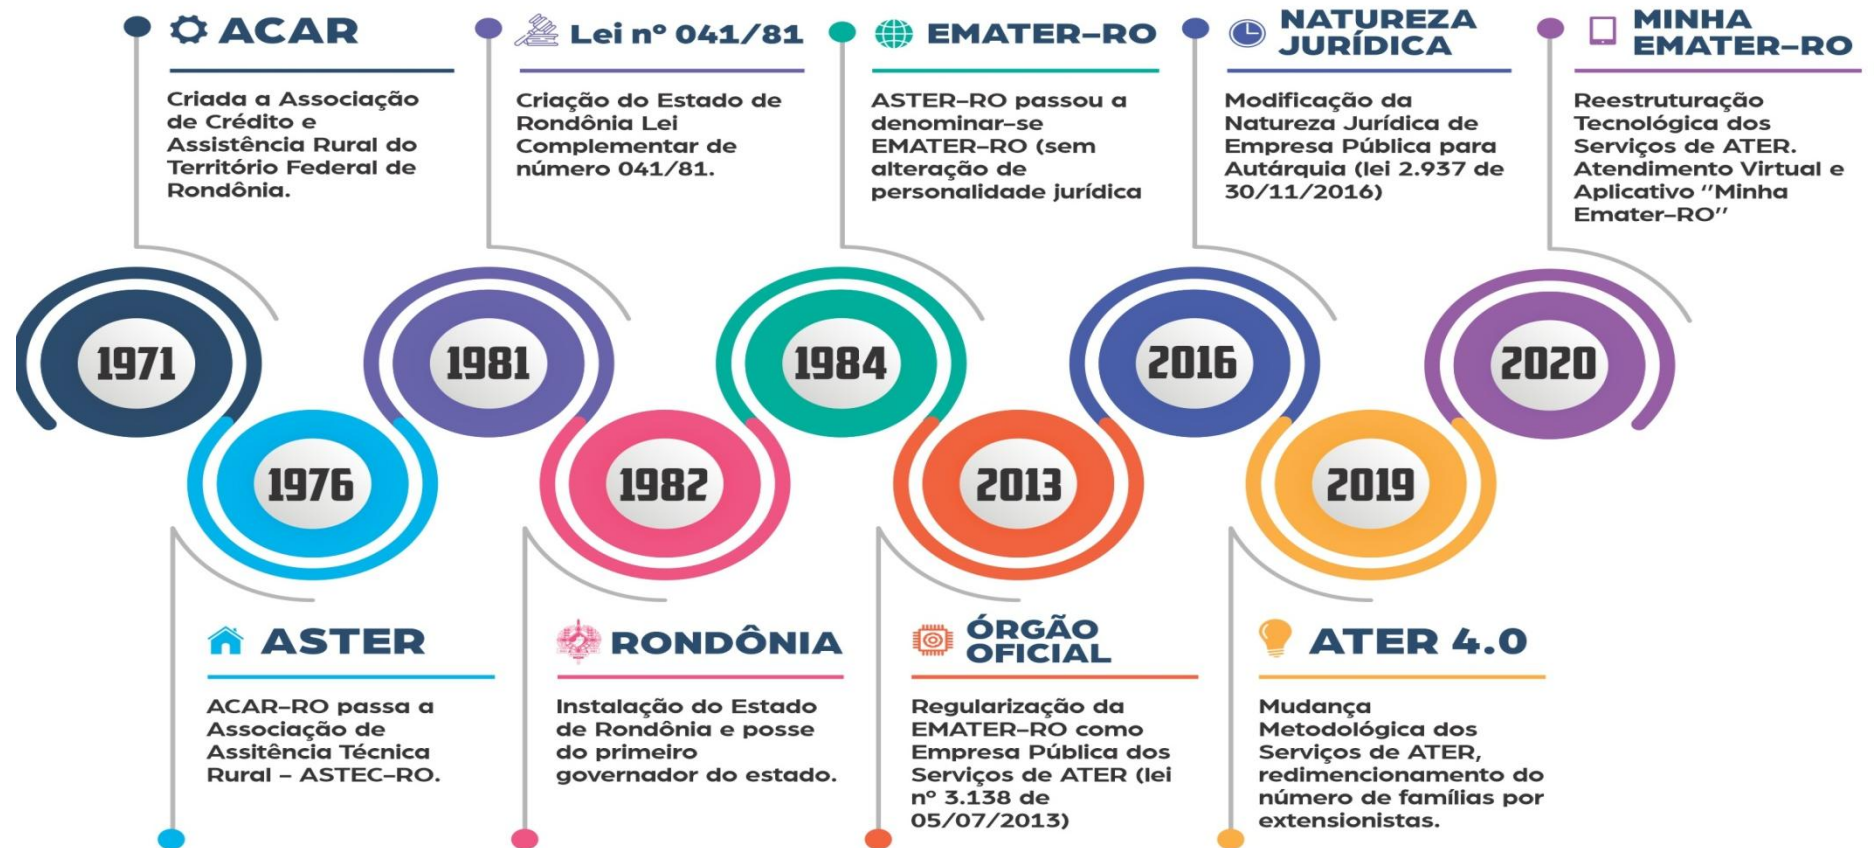 ACAR
Criada a Associação
de Crédito e
Assistência Rural do
Território Federal de
Rondônia.
Lei nº 041/81
Criação do Estado de
Rondônia Lei
Complementar de
número 041/81.
EMATER-RO
ASTER-RO passou a
denominar-se
EMATER-RO (sem
alteração de
personalidade jurídica
NATUREZA
JURÍDICA
Modificação da
Natureza Jurídica de
Empresa Pública para
Autárquia (lei 2.937 de
30/11/2016)
MINHA
EMATER-RO
Reestruturação
Tecnológica dos
Serviços de ATER.
Atendimento Virtual e
Aplicativo ‘‘Minha
Emater-RO’’
1971
1981
1984
2016
2020
1976
1982
2013
2019
ASTER
ACAR-RO passa a
Associação de
Assitência Técnica
Rural - ASTEC-RO.
RONDÔNIA
Instalação do Estado
de Rondônia e posse
do primeiro
governador do estado.
ÓRGÃO
OFICIAL
Regularização da
EMATER-RO como
Empresa Pública dos
Serviços de ATER (lei
nº 3.138 de
05/07/2013)
ATER 4.0
Mudança
Metodológica dos
Serviços de ATER,
redimencionamento do
número de famílias por
extensionistas.